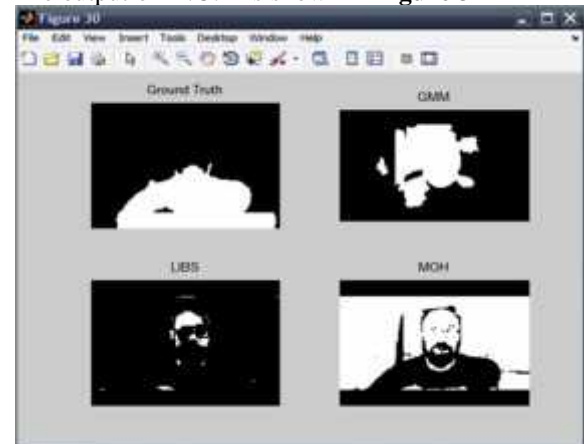 Figure 30
File Edit View Insert Tools Desktop Window Help
Ground Truth
GMM
LIBS
MOH